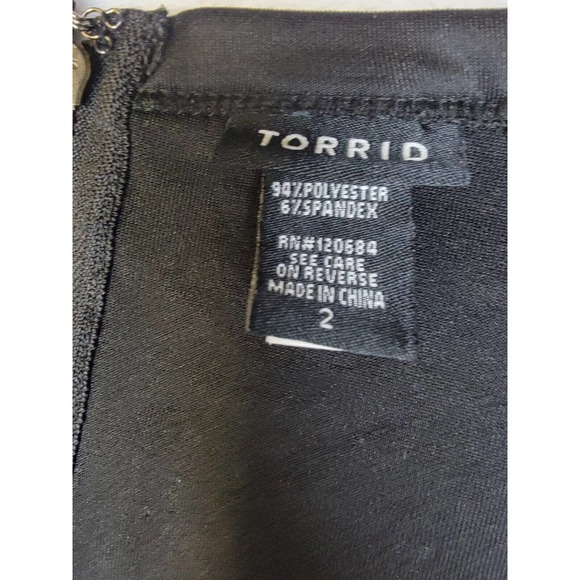 TORRID
94%POLYESTER
6%SPANDEX
RN#120684
SEE CARE
ON REVERSE
MADE IN CHINA
2